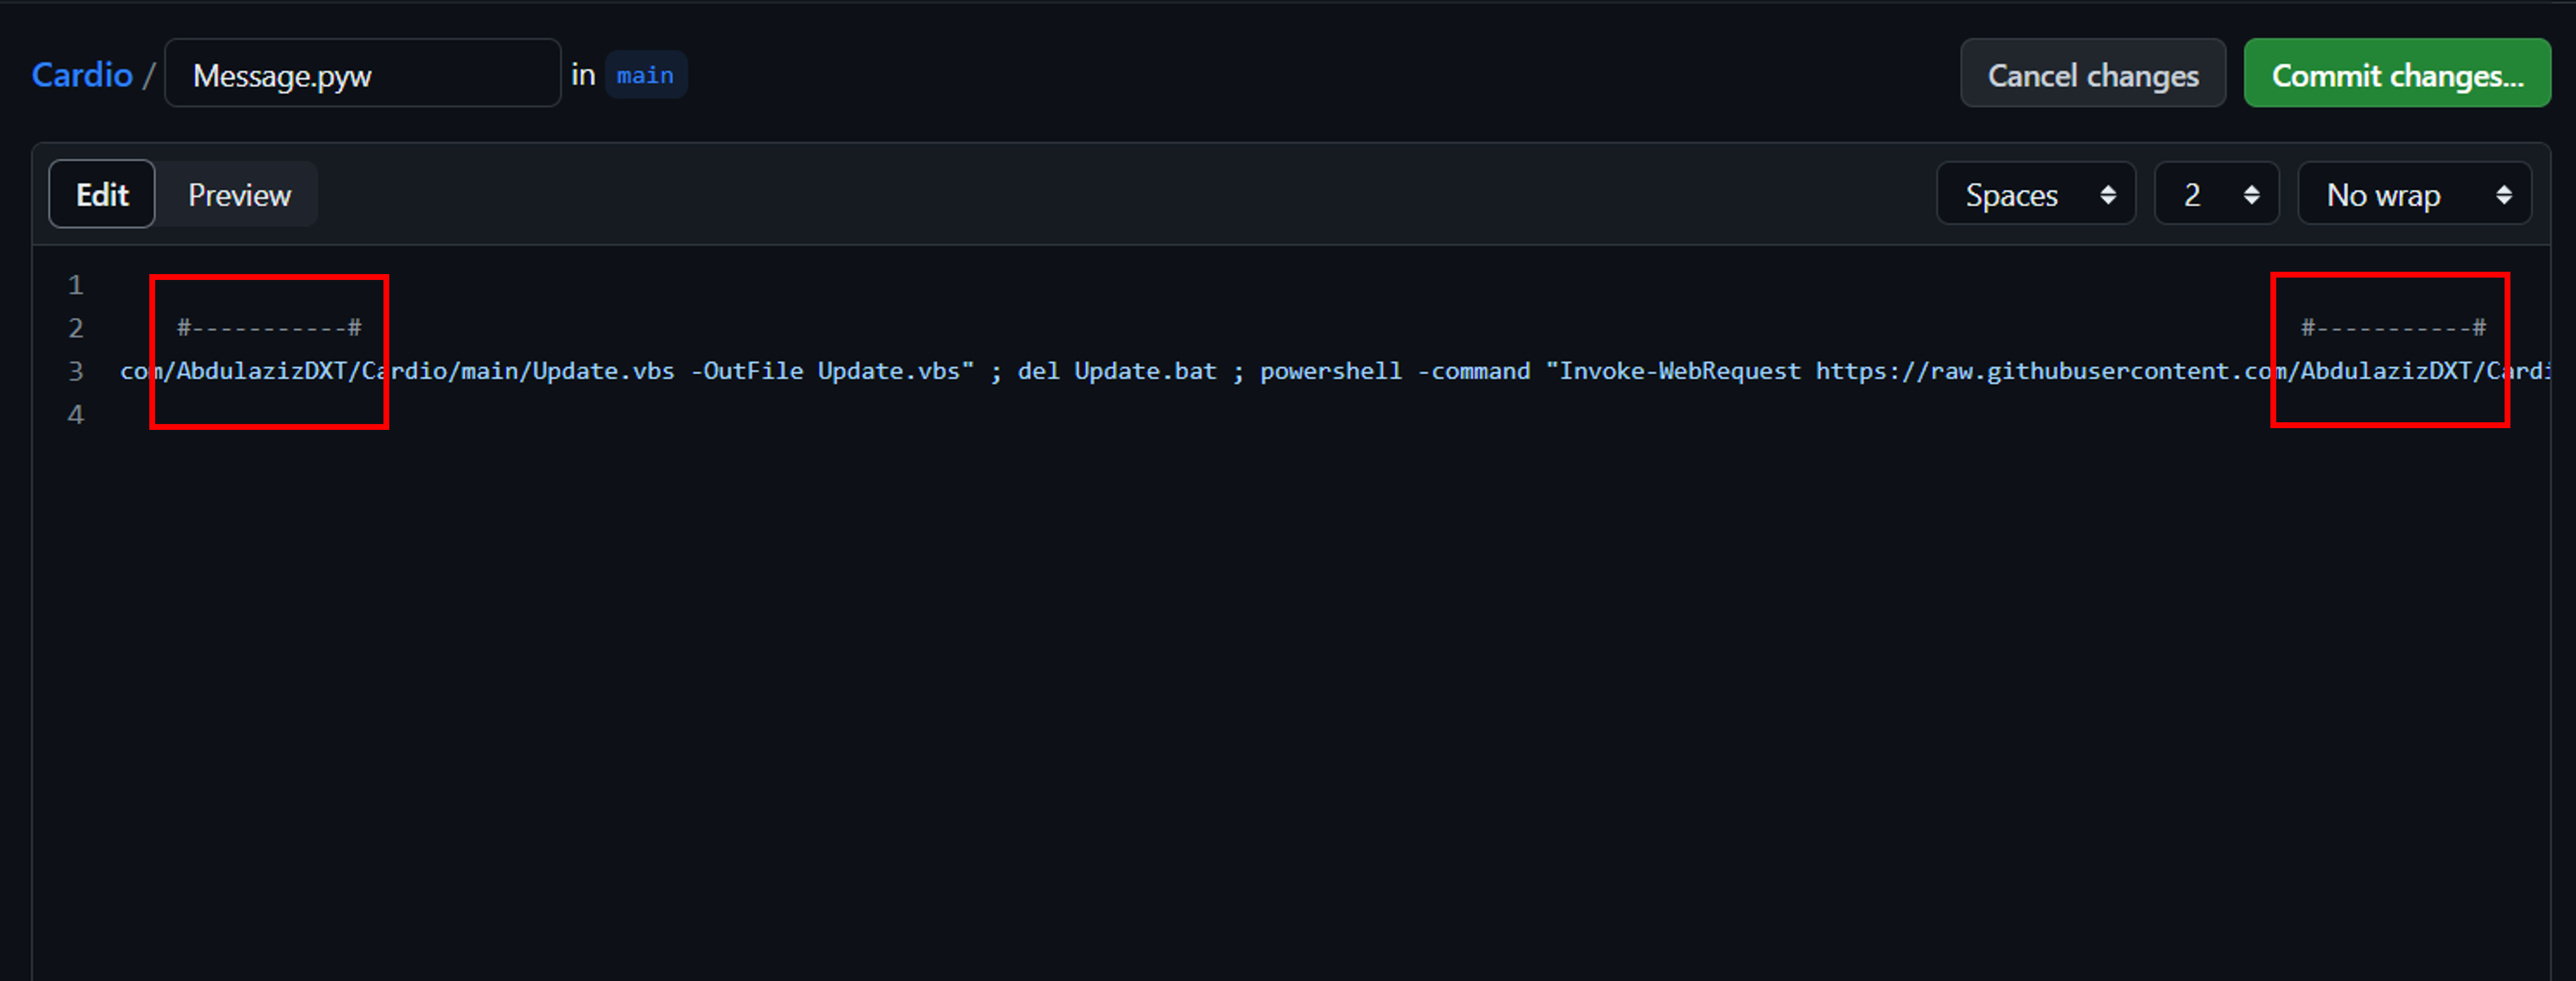 Cardio / Message.pyw in main Cancel changes Commit changes...
Edit Preview Spaces 2 No wrap
1
2 #-----------# #-----------#
3 com/AbdulazizDXT/Cardio/main/Update.vbs -OutFile Update.vbs" ; del Update.bat ; powershell -command "Invoke-WebRequest https://raw.githubusercontent.com/AbdulazizDXT/Cardi
4